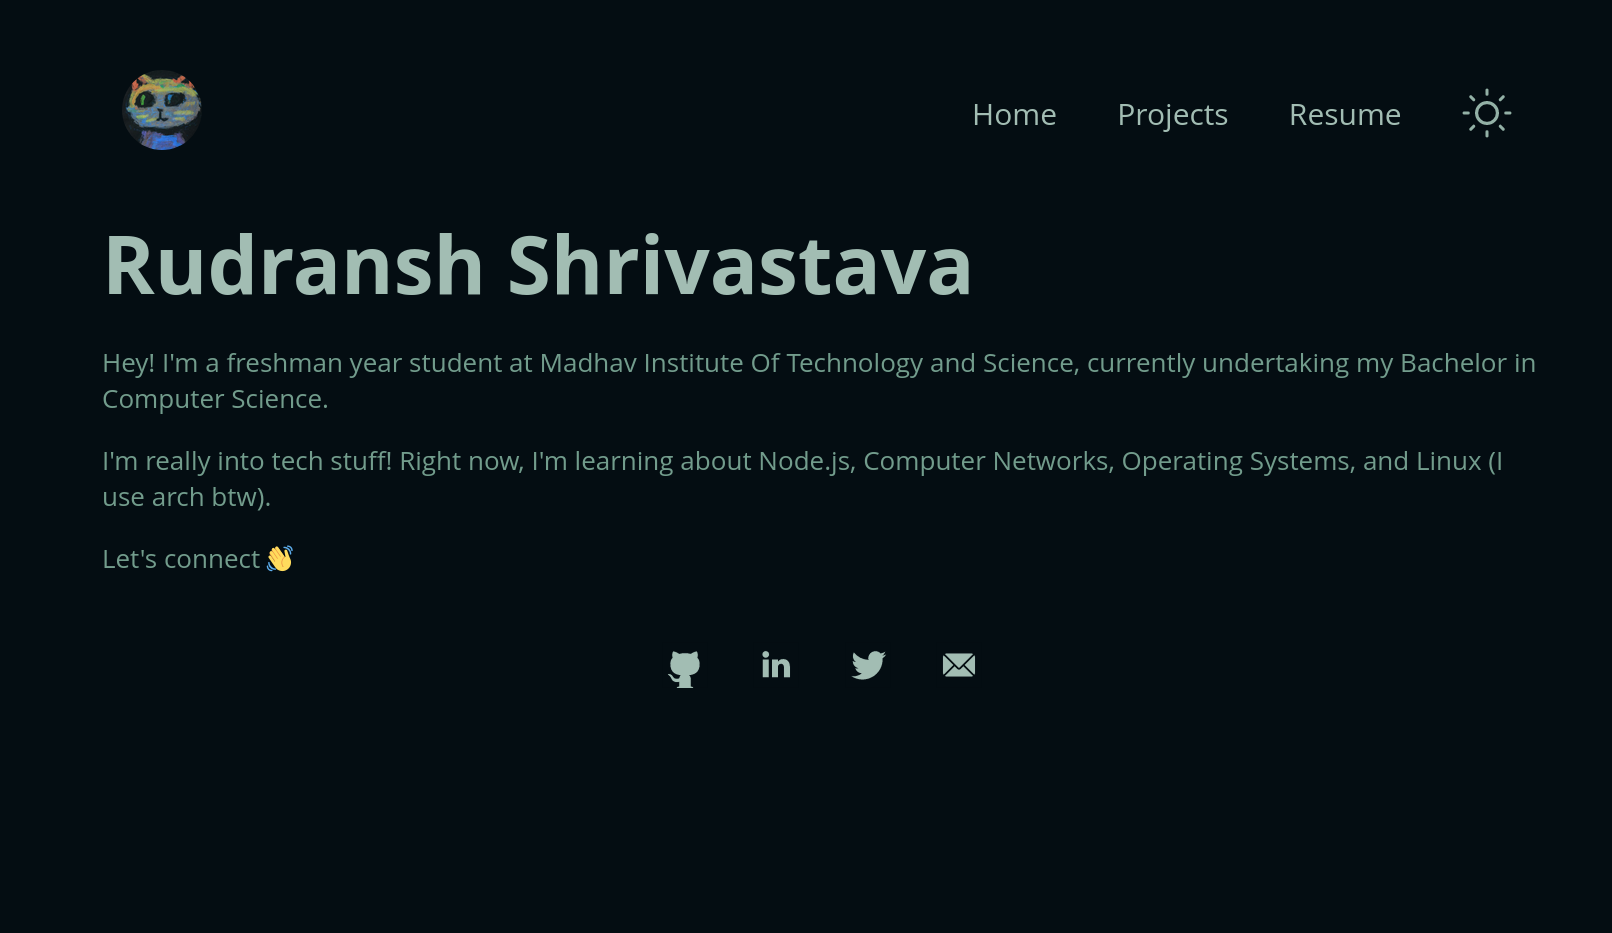 Home Projects Resume
Rudransh Shrivastava
Hey! I'm a freshman year student at Madhav Institute Of Technology and Science, currently undertaking my Bachelor in
Computer Science.
I'm really into tech stuff! Right now, I'm learning about Node.js, Computer Networks, Operating Systems, and Linux (I
use arch btw).
Let's connect 👋
in